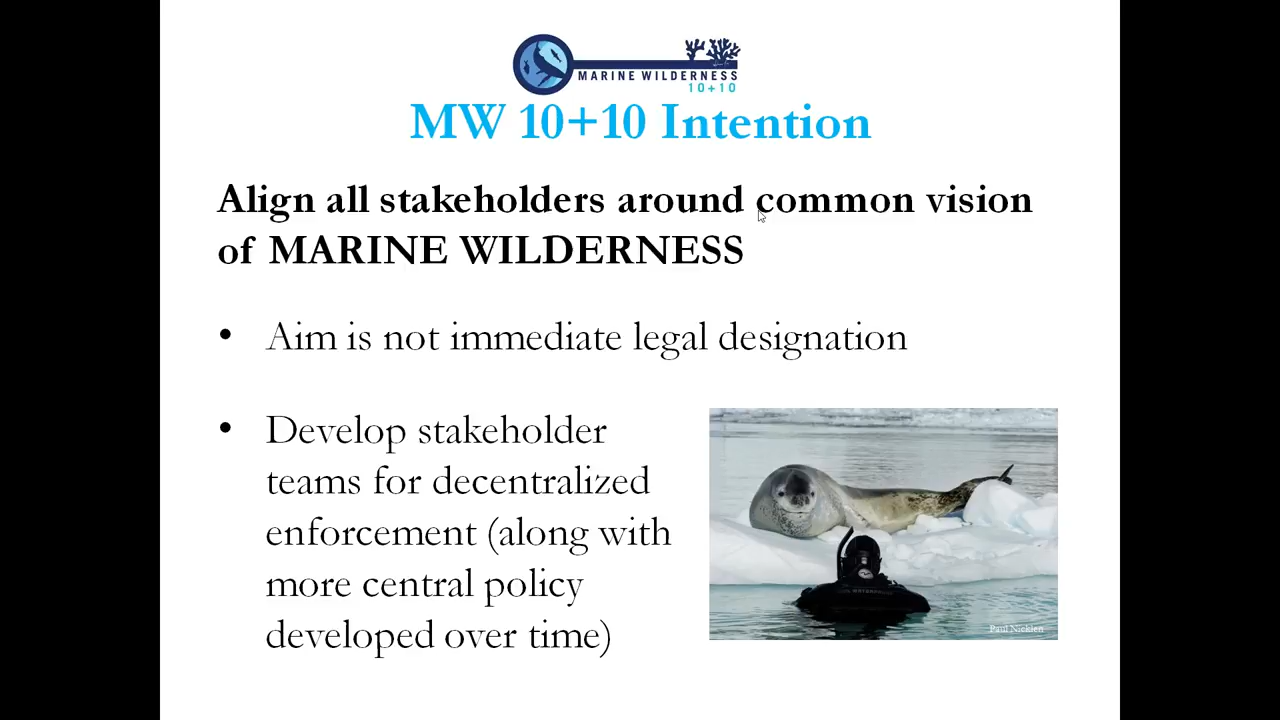 MARINE WILDERNESS
10+10
MW 10+10 Intention
Align all stakeholders around common vision
of MARINE WILDERNESS
• Aim is not immediate legal designation
• Develop stakeholder
teams for decentralized
enforcement (along with
more central policy
developed over time)
Paul Nicklen